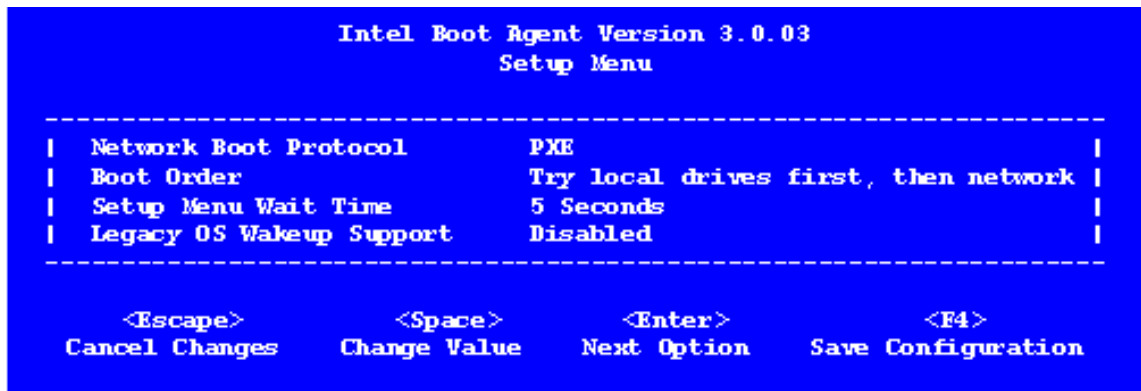 Intel Boot Agent Version 3.0.03
Setup Menu
Network Boot Protocol PXE
Boot Order Try local drives first, then network
Setup Menu Wait Time 5 Seconds
Legacy OS Wakeup Support Disabled
<Escape> <Space> <Enter> <F4>
Cancel Changes Change Value Next Option Save Configuration